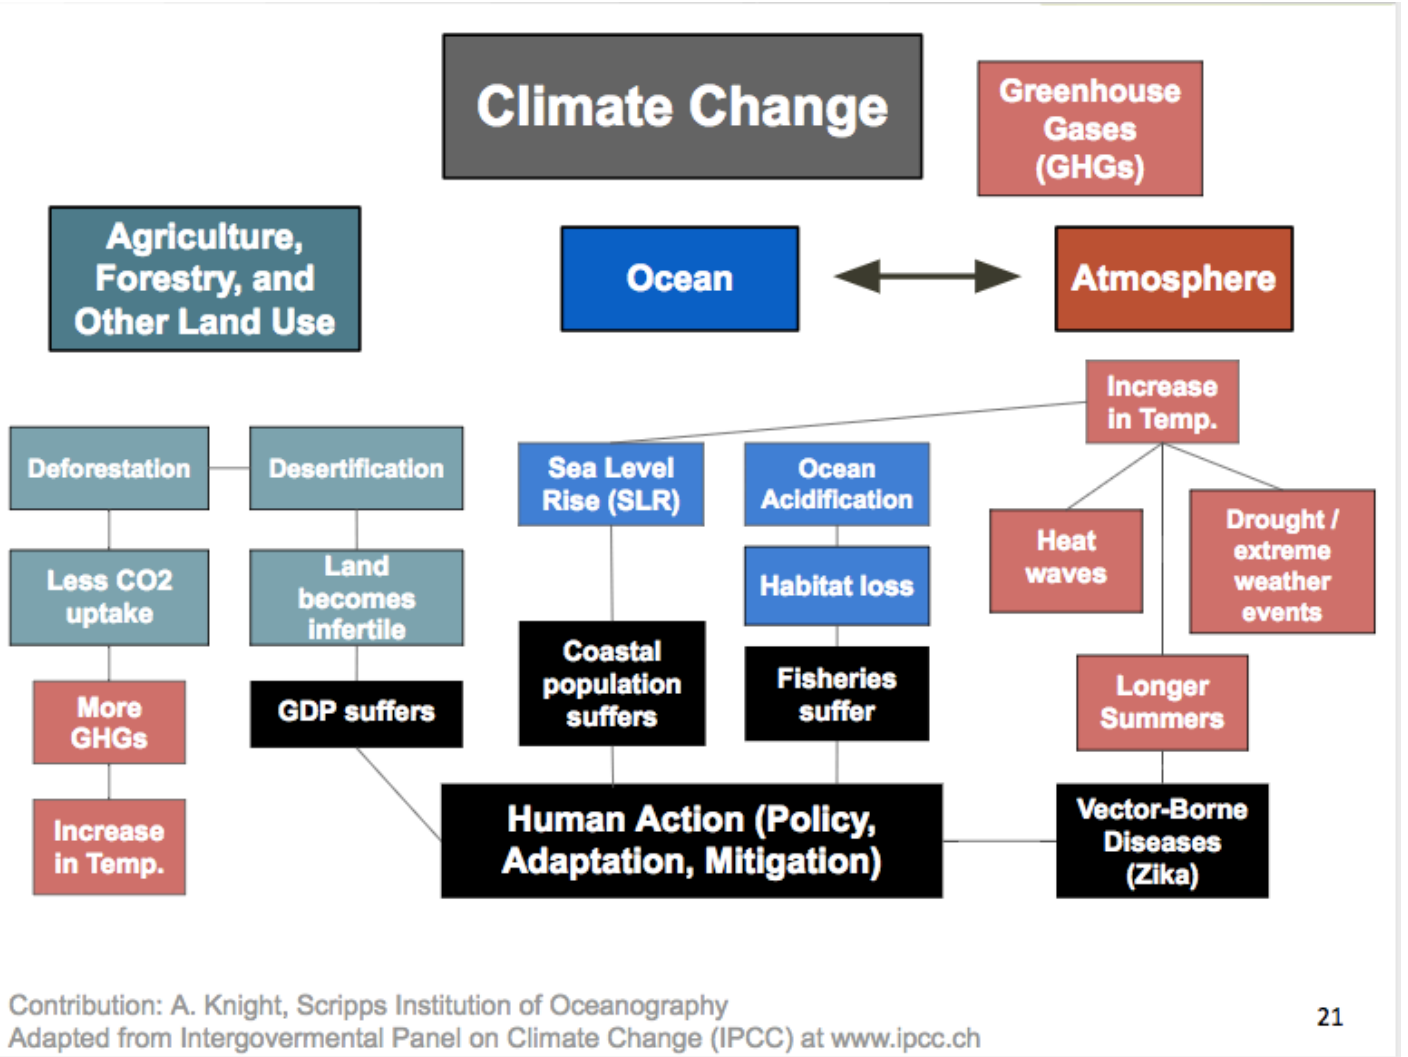 Climate Change
Greenhouse
Gases
(GHGs)
Agriculture,
Forestry, and
Other Land Use
Ocean
Atmosphere
Increase
in Temp.
Deforestation
Desertification
Sea Level
Rise (SLR)
Ocean
Acidification
Heat
waves
Drought /
extreme
weather
events
Less CO2
uptake
Land
becomes
infertile
Habitat loss
Coastal
population
suffers
Fisheries
suffer
Longer
Summers
More
GHGs
GDP suffers
Increase
in Temp.
Human Action (Policy,
Adaptation, Mitigation)
Vector-Borne
Diseases
(Zika)
Contribution: A. Knight, Scripps Institution of Oceanography
Adapted from Intergovermental Panel on Climate Change (IPCC) at www.ipcc.ch
21